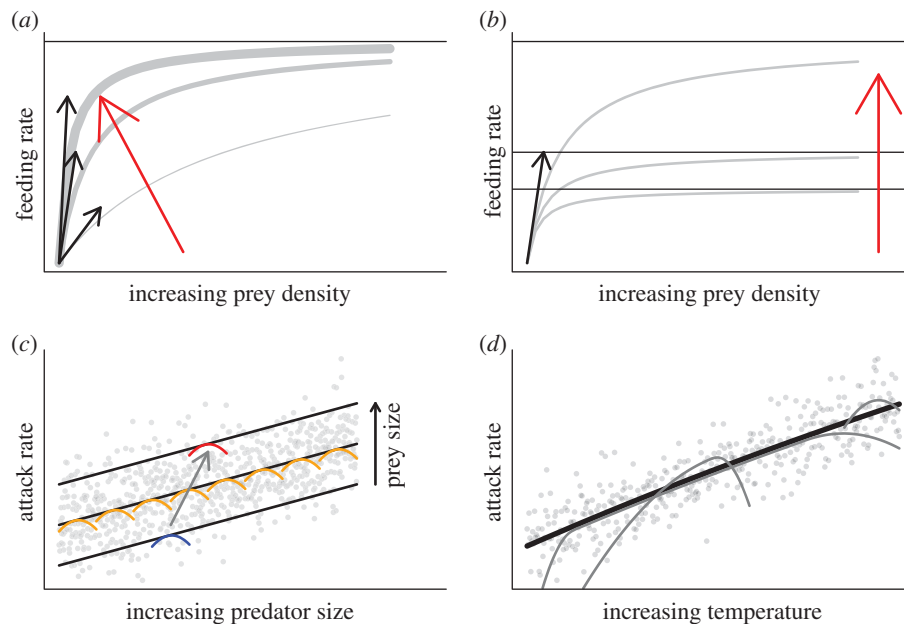 (a)
(b)
feeding rate
feeding rate
increasing prey density
increasing prey density
(c)
(d)
attack rate
prey size
attack rate
increasing predator size
increasing temperature